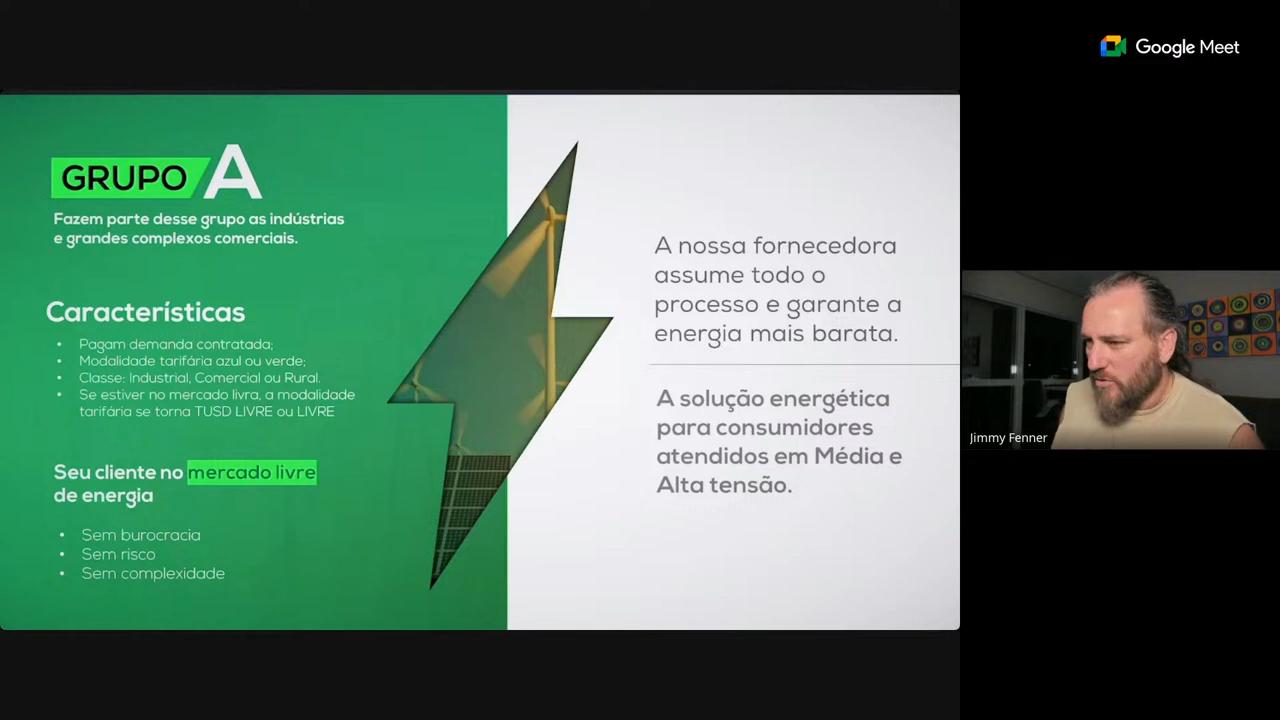 Google Meet
GRUPO A
Fazem parte desse grupo as indústrias
e grandes complexos comerciais.
Características
• Pagam demanda contratada;
• Modalidade tarifária azul ou verde;
• Classe: Industrial, Comercial ou Rural.
• Se estiver no mercado livra, a modalidade
tarifária se torna TUSD LIVRE ou LIVRE
Seu cliente no mercado livre
de energia
• Sem burocracia
• Sem risco
• Sem complexidade
A nossa fornecedora
assume todo o
processo e garante a
energia mais barata.
A solução energética
para consumidores
atendidos em Média e
Alta tensão.
Jimmy Fenner